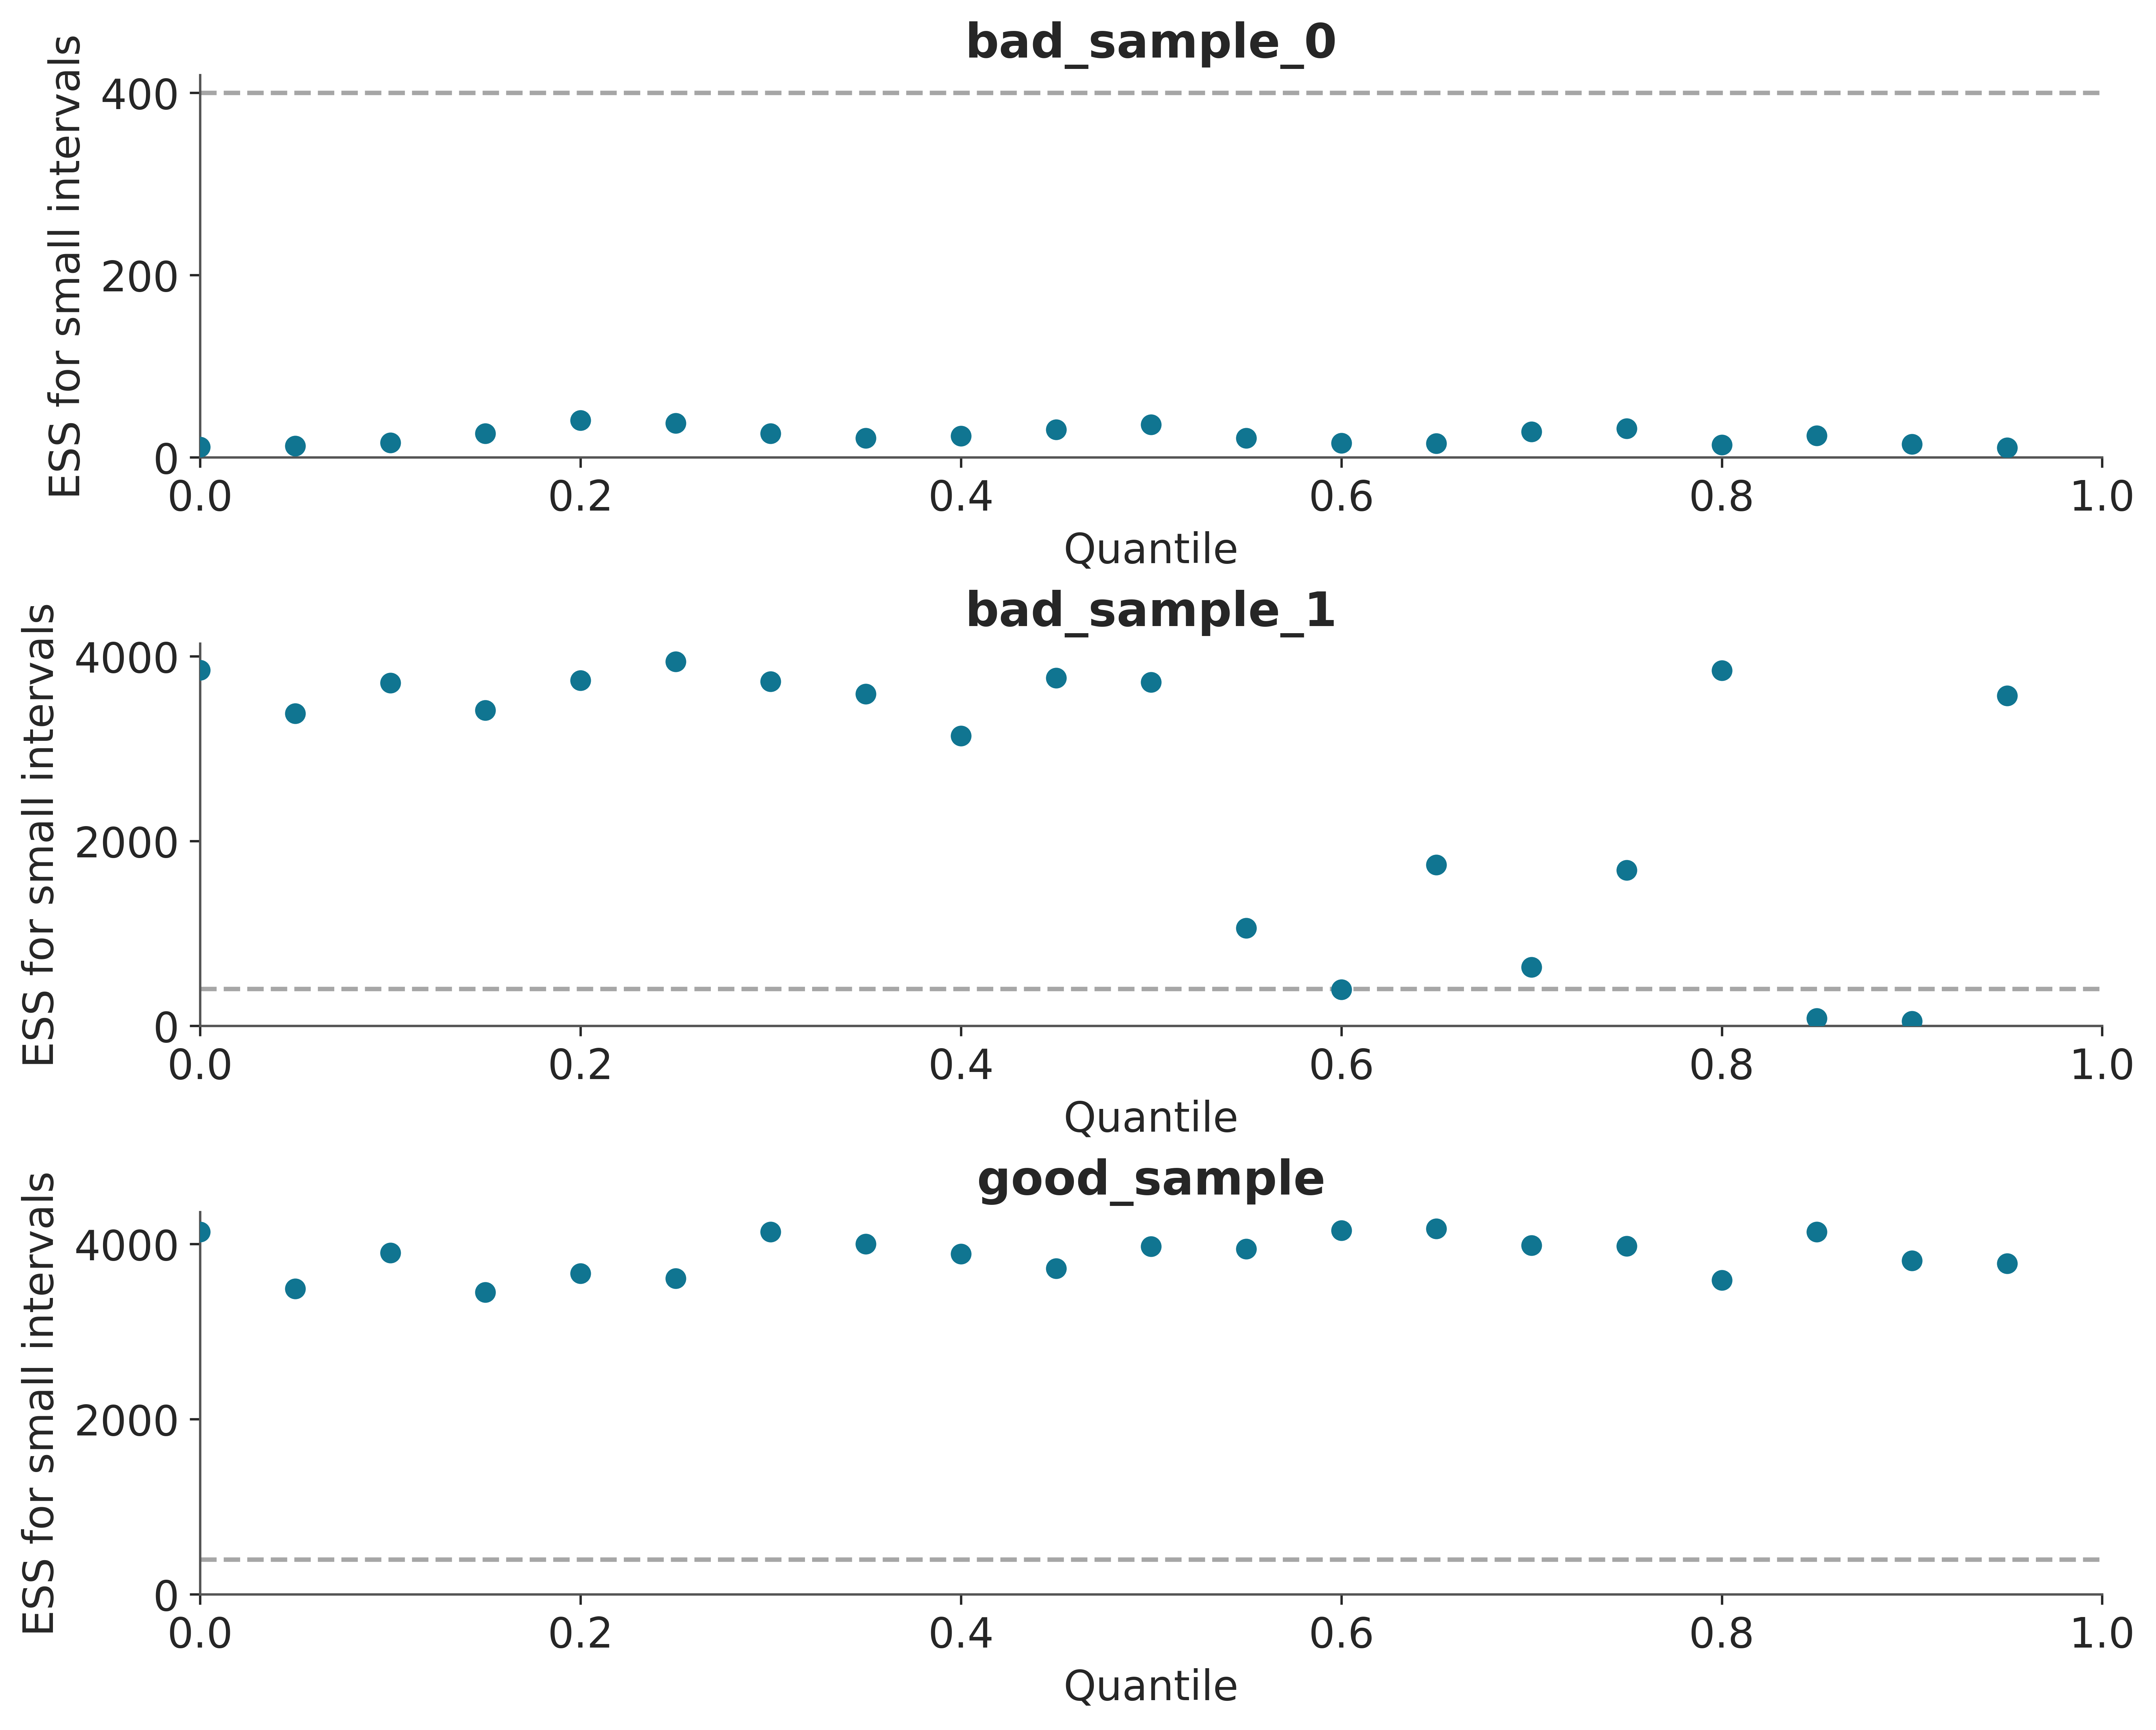 bad_sample_0
ESS for small intervals
400
200
0
0.0 0.2 0.4 0.6 0.8 1.0
Quantile
bad_sample_1
ESS for small intervals
4000
2000
0
0.0 0.2 0.4 0.6 0.8 1.0
Quantile
good_sample
ESS for small intervals
4000
2000
0
0.0 0.2 0.4 0.6 0.8 1.0
Quantile